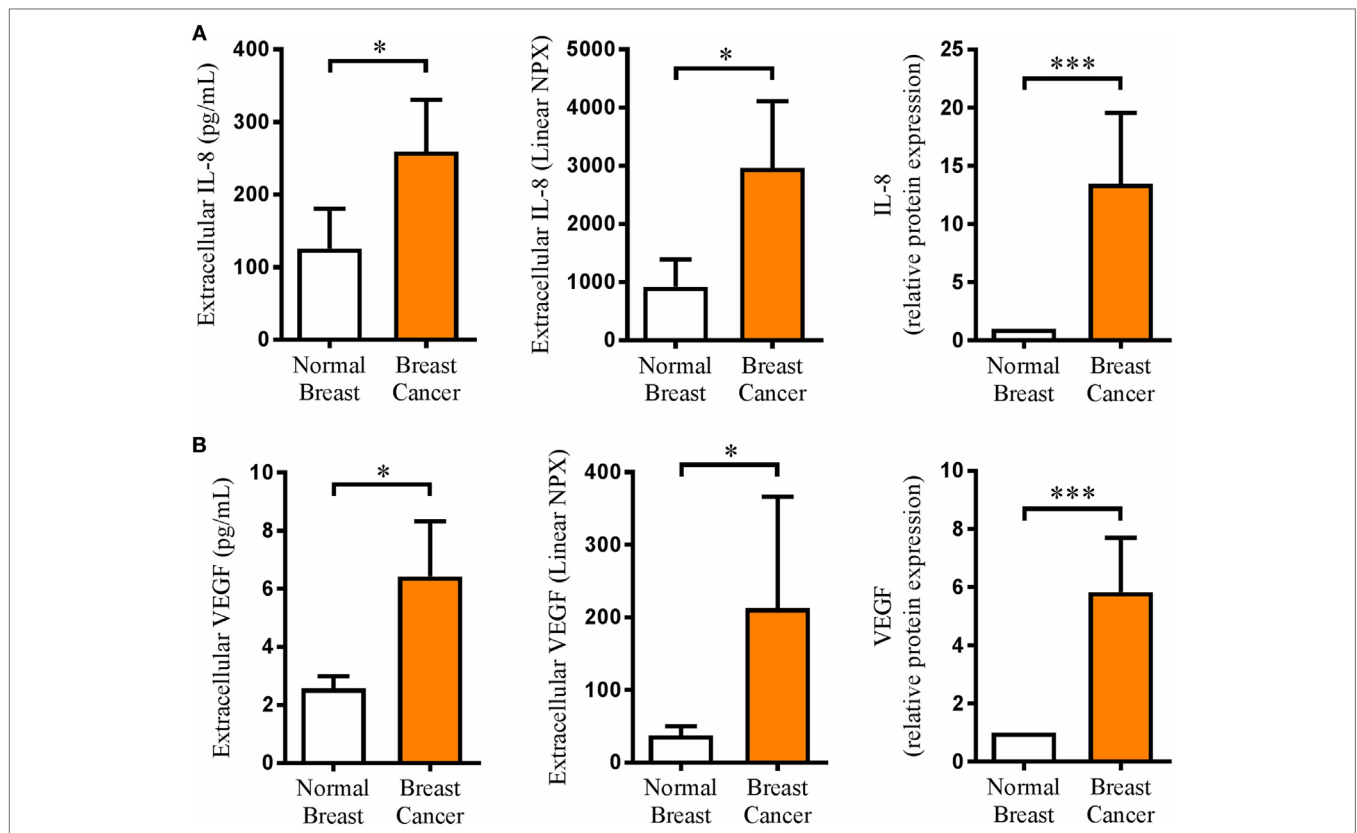 A
Extracellular IL-8 (pg/mL)
400
300
200
100
0
*
Normal
Breast
Breast
Cancer
Extracellular IL-8 (Linear NPX)
5000
4000
3000
2000
1000
0
*
Normal
Breast
Breast
Cancer
IL-8
(relative protein expression)
25
20
15
10
5
0
***
Normal
Breast
Breast
Cancer
B
Extracellular VEGF (pg/mL)
10
8
6
4
2
0
*
Normal
Breast
Breast
Cancer
Extracellular VEGF (Linear NPX)
400
300
200
100
0
*
Normal
Breast
Breast
Cancer
VEGF
(relative protein expression)
10
8
6
4
2
0
***
Normal
Breast
Breast
Cancer